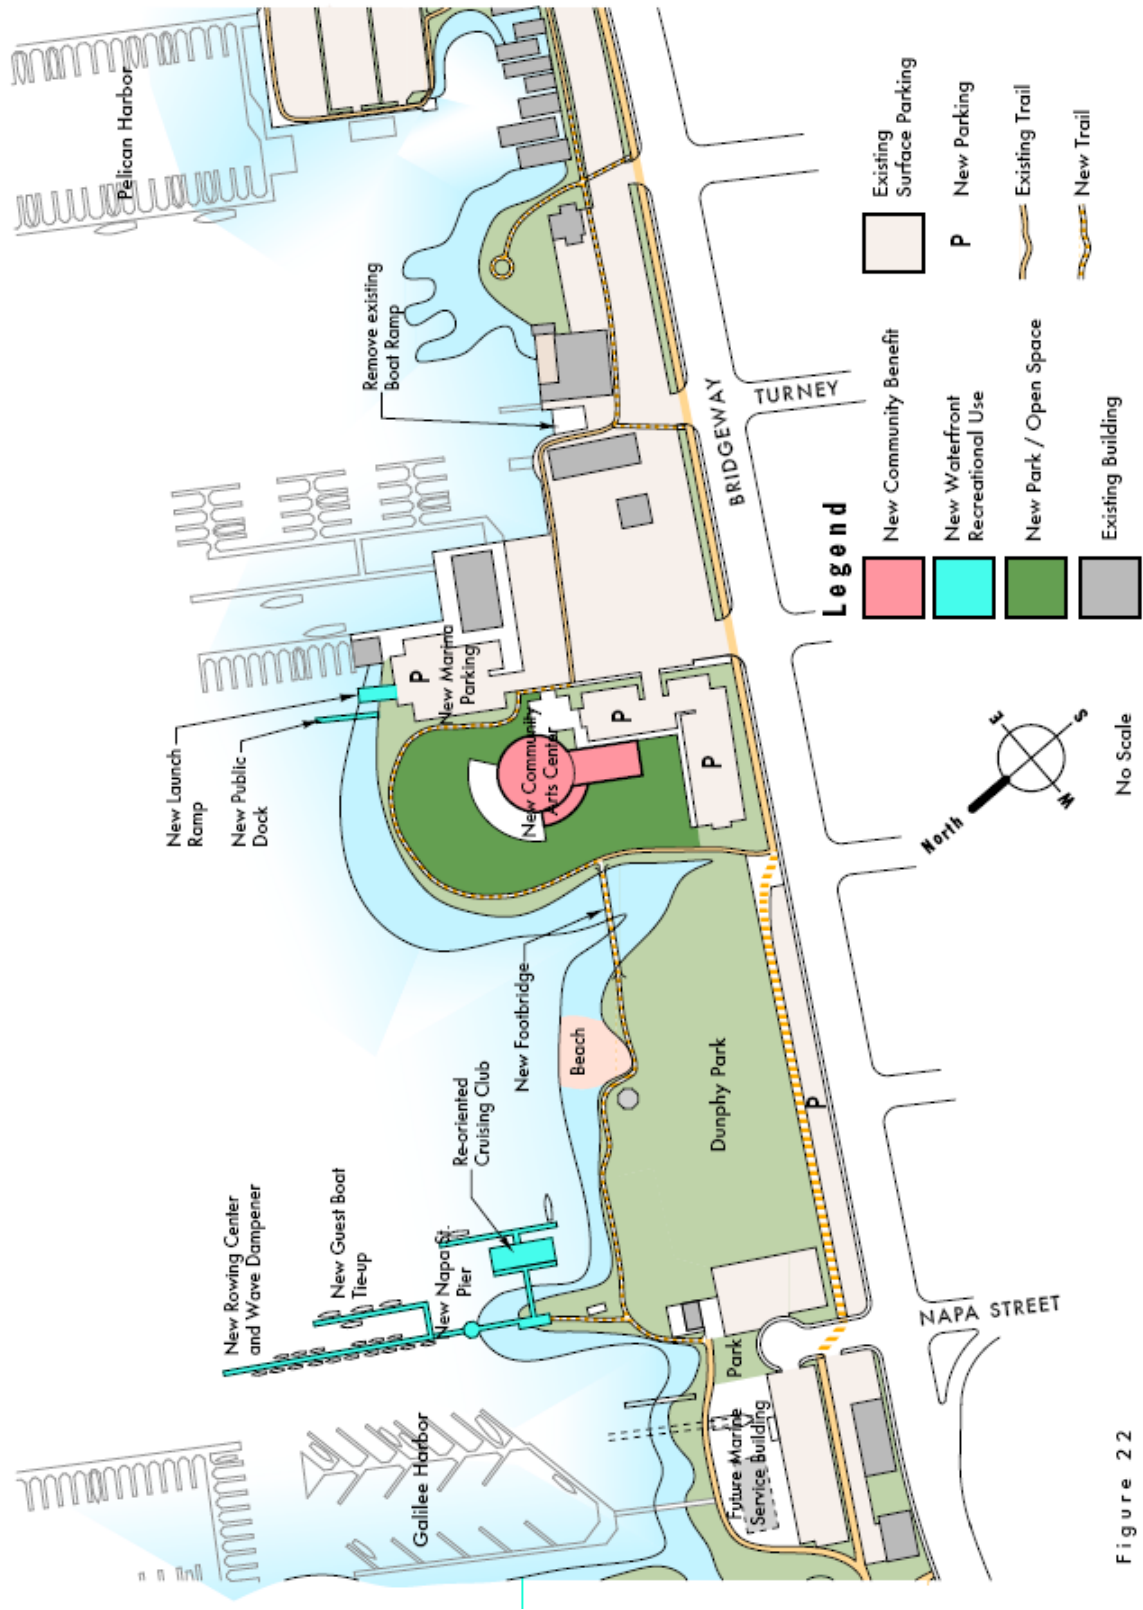 Pelican Harbor
Remove existing
Boat Ramp
New Launch
Ramp
New Public
Dock
P
New Marina
Parking
New Community
Arts Center
P
P
New Footbridge
Beach
Re-oriented
Cruising Club
Dunphy Park
P
New Rowing Center
and Wave Dampener
New Guest Boat
Tie-up
New Napa St.
Pier
Galilee Harbor
Park
Future Marine
Service Building
BRIDGEWAY
TURNEY
NAPA STREET
Legend
New Community Benefit
New Waterfront
Recreational Use
New Park / Open Space
Existing Building
Existing
Surface Parking
P
New Parking
Existing Trail
New Trail
North
E
S
W
No Scale
Figure 22